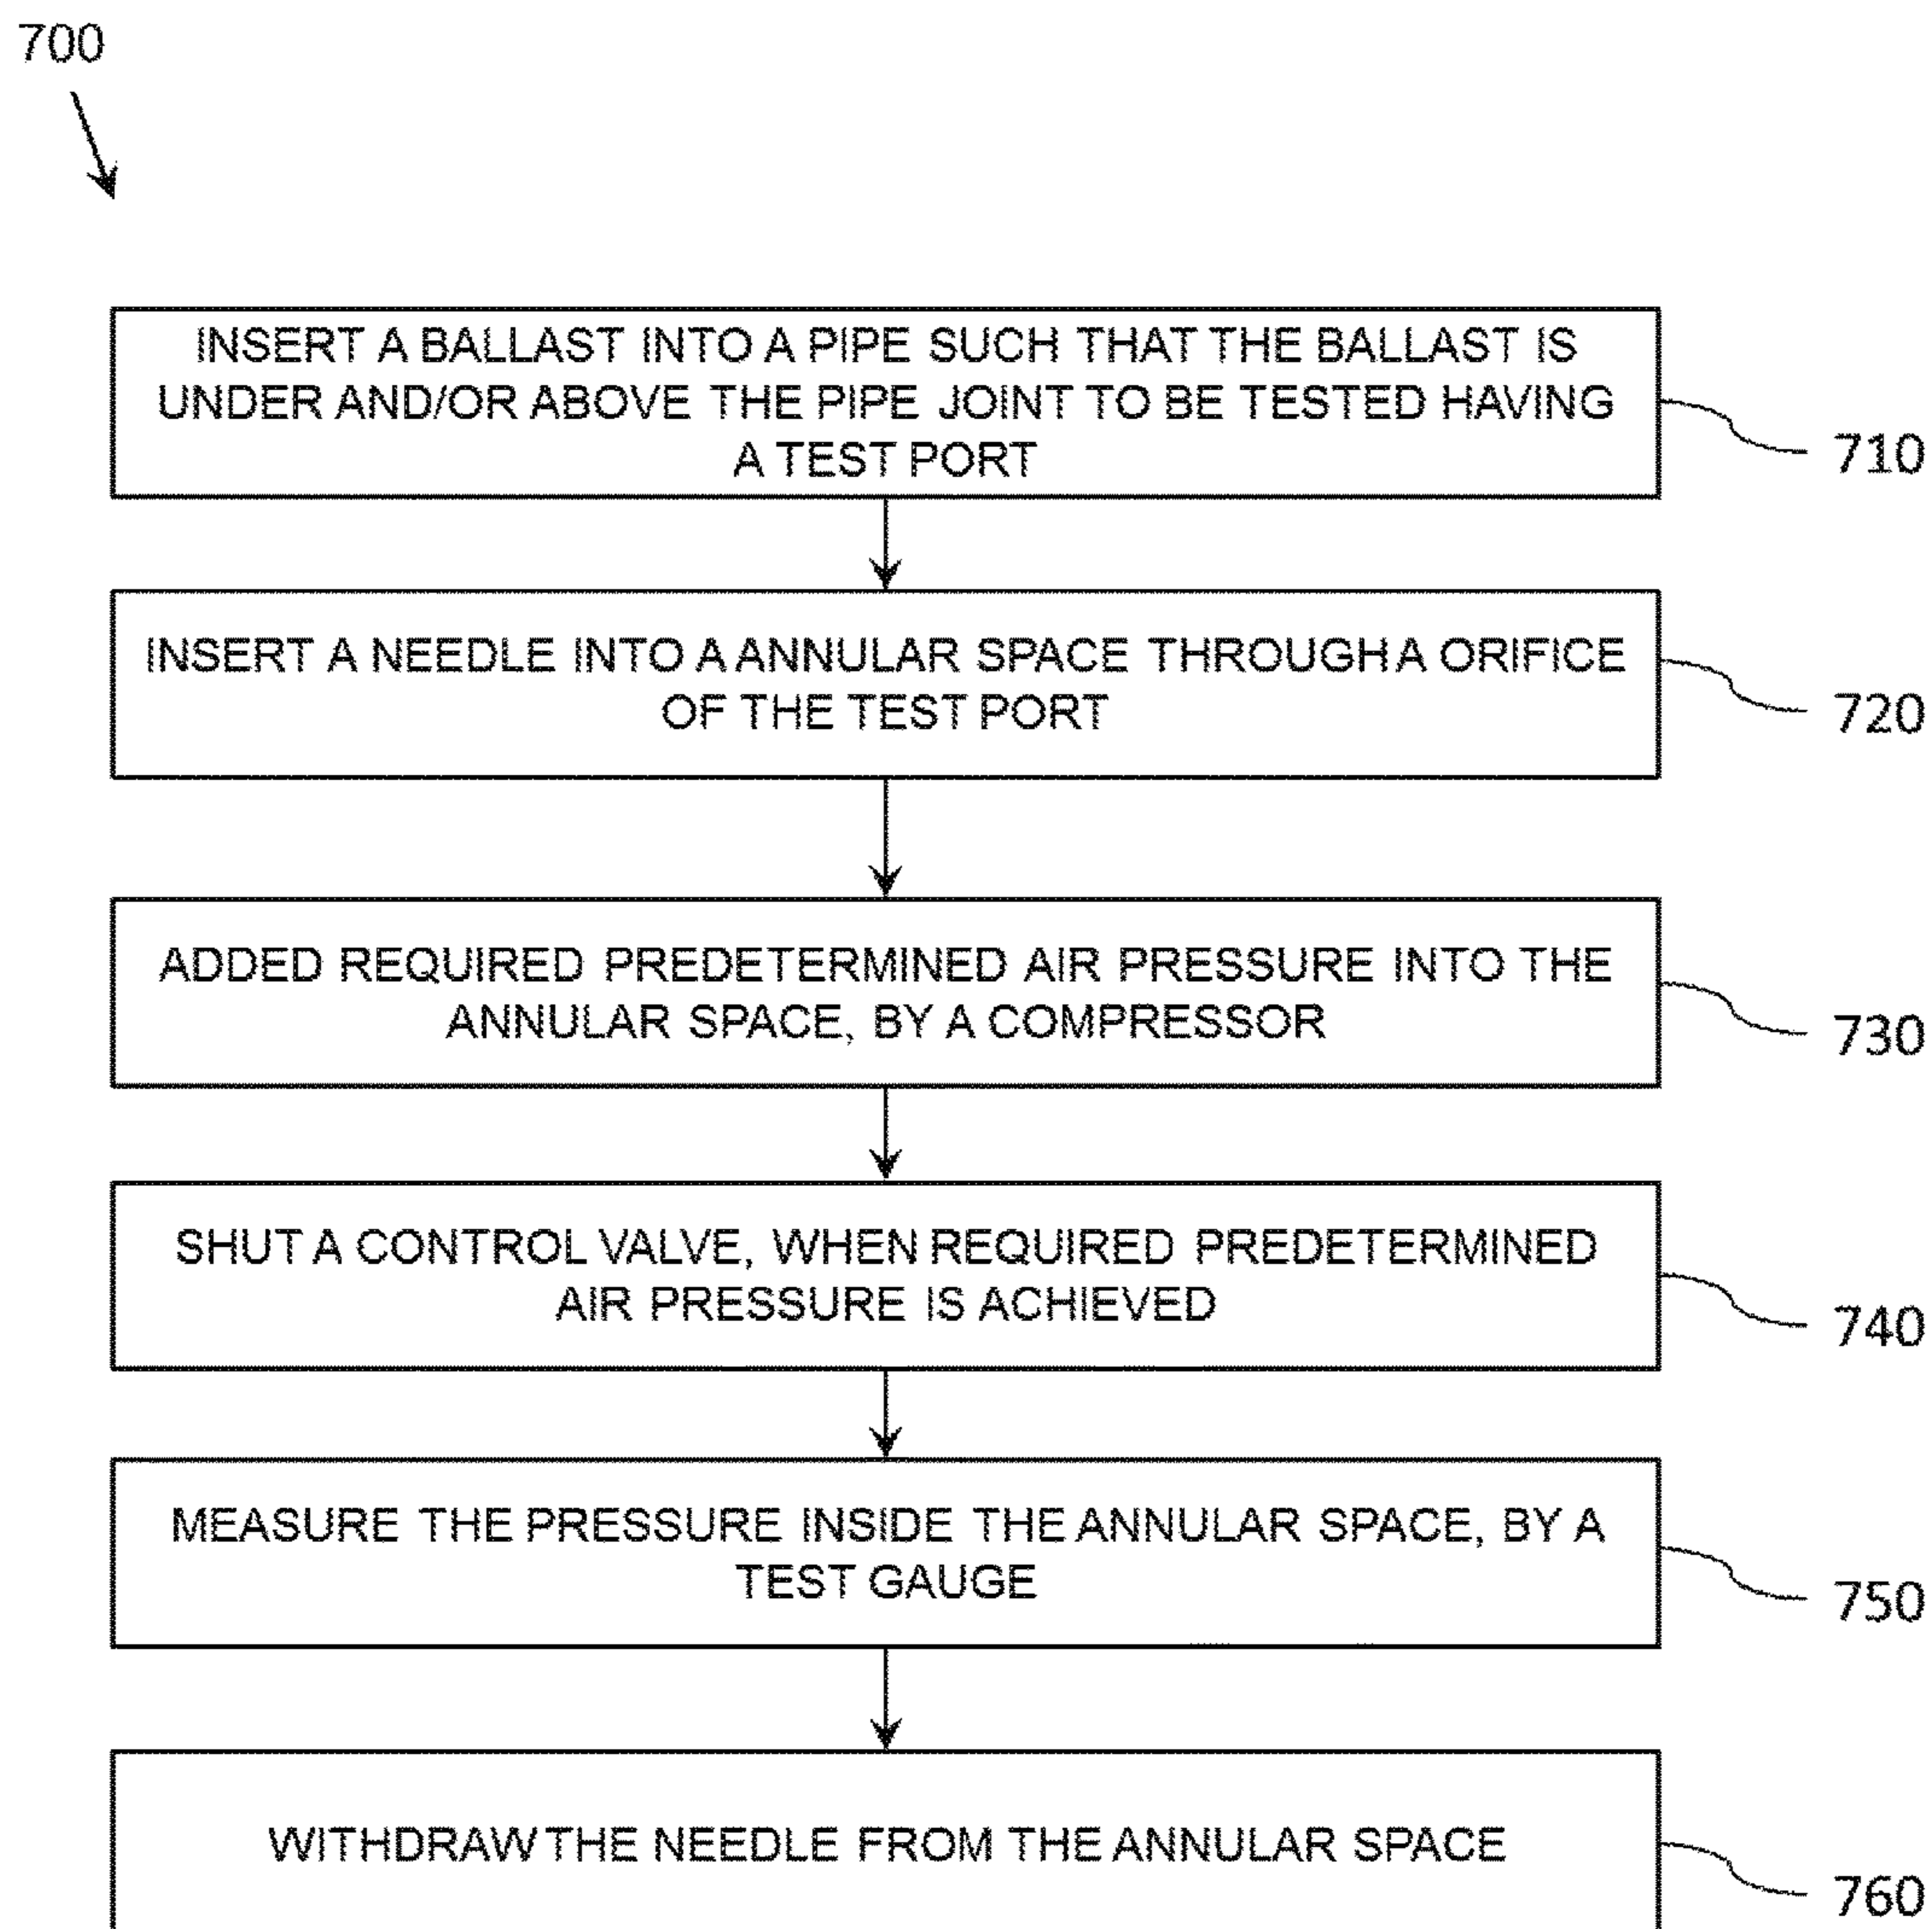 700
INSERT A BALLAST INTO A PIPE SUCH THAT THE BALLAST IS
UNDER AND/OR ABOVE THE PIPE JOINT TO BE TESTED HAVING
A TEST PORT
710
INSERT A NEEDLE INTO A ANNULAR SPACE THROUGH A ORIFICE
OF THE TEST PORT
720
ADDED REQUIRED PREDETERMINED AIR PRESSURE INTO THE
ANNULAR SPACE, BY A COMPRESSOR
730
SHUT A CONTROL VALVE, WHEN REQUIRED PREDETERMINED
AIR PRESSURE IS ACHIEVED
740
MEASURE THE PRESSURE INSIDE THE ANNULAR SPACE, BY A
TEST GAUGE
750
WITHDRAW THE NEEDLE FROM THE ANNULAR SPACE
760